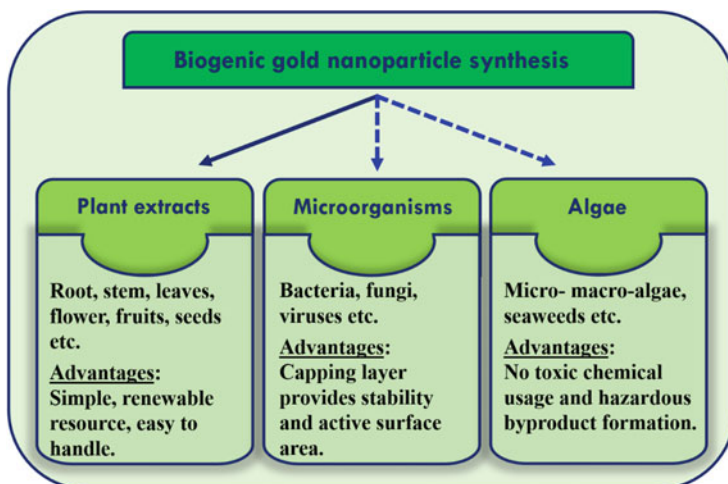 Biogenic gold nanoparticle synthesis
Plant extracts
Root, stem, leaves,
flower, fruits, seeds
etc.
Advantages:
Simple, renewable
resource, easy to
handle.
Microorganisms
Bacteria, fungi,
viruses etc.
Advantages:
Capping layer
provides stability
and active surface
area.
Algae
Micro- macro-algae,
seaweeds etc.
Advantages:
No toxic chemical
usage and hazardous
byproduct formation.